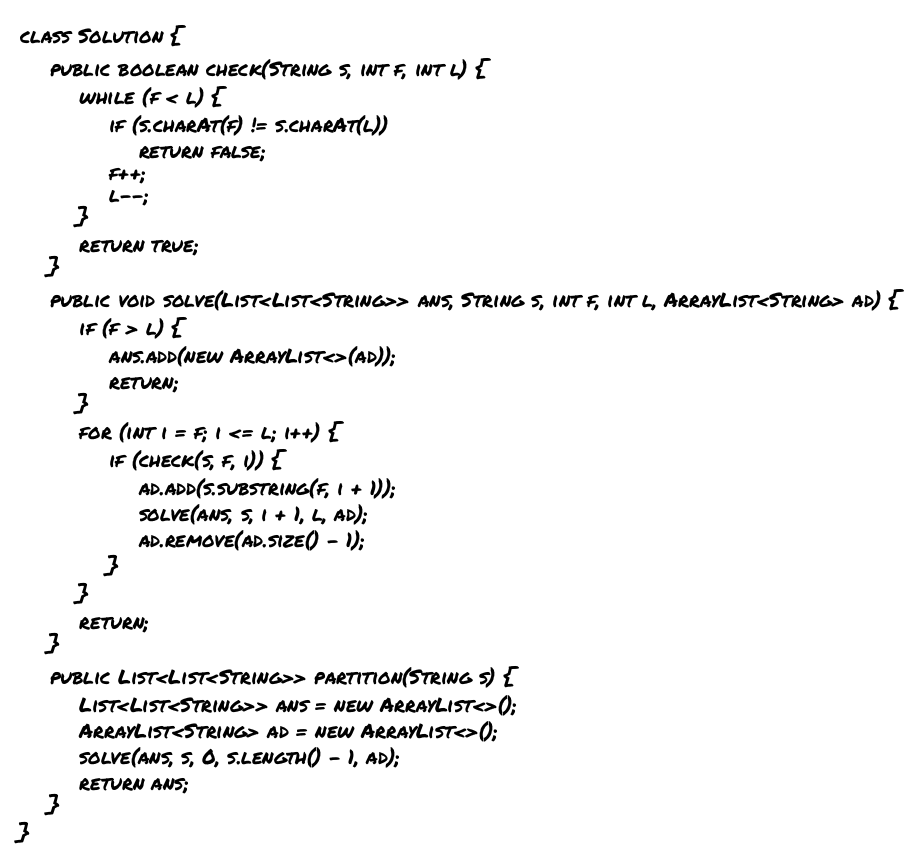 class Solution {
public boolean check(String s, int f, int l) {
while (f < l) {
if (s.charAt(f) != s.charAt(l))
return false;
f++;
l--;
}
return true;
}
public void solve(List<List<String>> ans, String s, int f, int l, ArrayList<String> ad) {
if (f > l) {
ans.add(new ArrayList<>(ad));
return;
}
for (int i = f; i <= l; i++) {
if (check(s, f, i)) {
ad.add(s.substring(f, i + 1));
solve(ans, s, i + 1, l, ad);
ad.remove(ad.size() - 1);
}
}
return;
}
public List<List<String>> partition(String s) {
List<List<String>> ans = new ArrayList<>();
ArrayList<String> ad = new ArrayList<>();
solve(ans, s, 0, s.length() - 1, ad);
return ans;
}
}